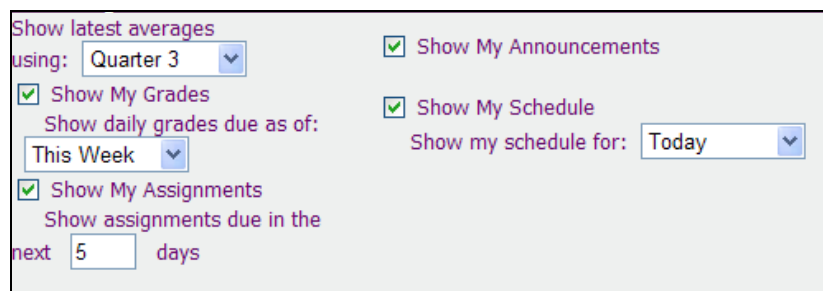 Show latest averages
using: Quarter 3
Show My Grades
Show daily grades due as of:
This Week
Show My Assignments
Show assignments due in the
next 5 days
Show My Announcements
Show My Schedule
Show my schedule for: Today